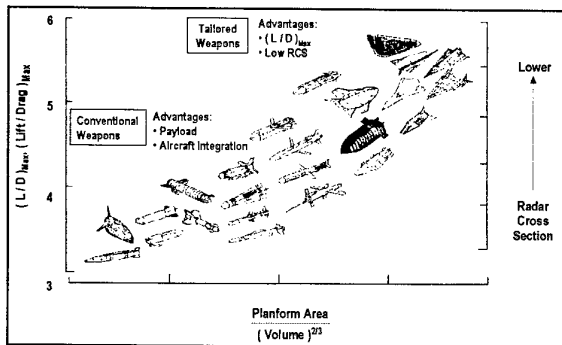 Tailored
Weapons
Advantages:
• (L/D)Max
• Low RCS
Conventional
Weapons
Advantages:
• Payload
• Aircraft Integration
(L/D)Max, (Lift/Drag)Max
6
5
4
3
Lower
Radar
Cross
Section
Planform Area
(Volume)2/3